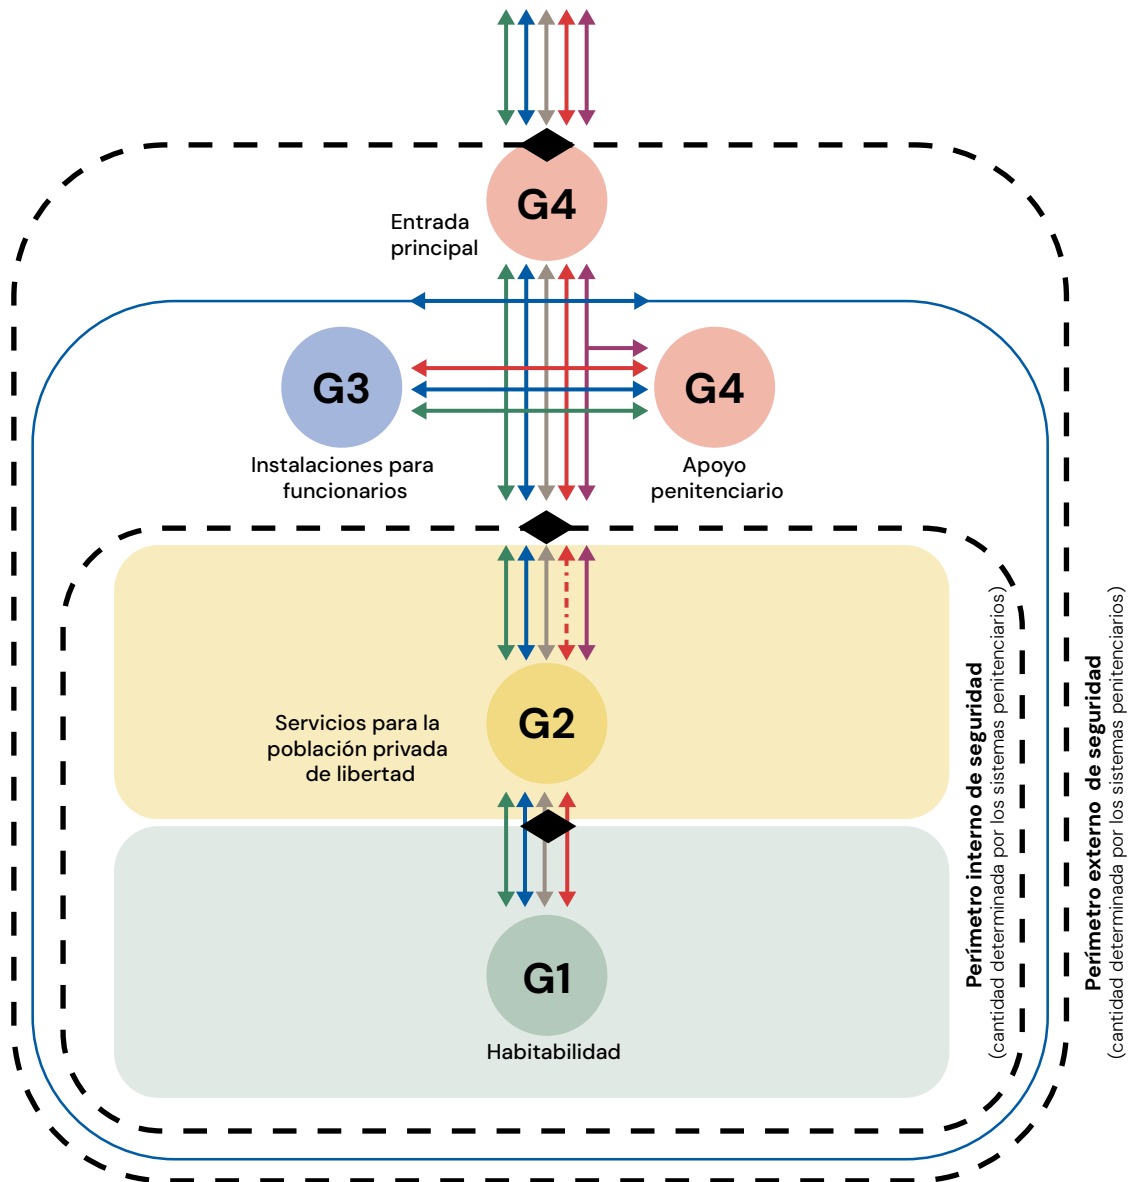 G4
Entrada
principal
G3
G4
Instalaciones para
funcionarios
Apoyo
penitenciario
G2
Servicios para la
población privada
de libertad
G1
Habitabilidad
Perímetro interno de seguridad
(cantidad determinada por los sistemas penitenciarios)
Perímetro externo de seguridad
(cantidad determinada por los sistemas penitenciarios)